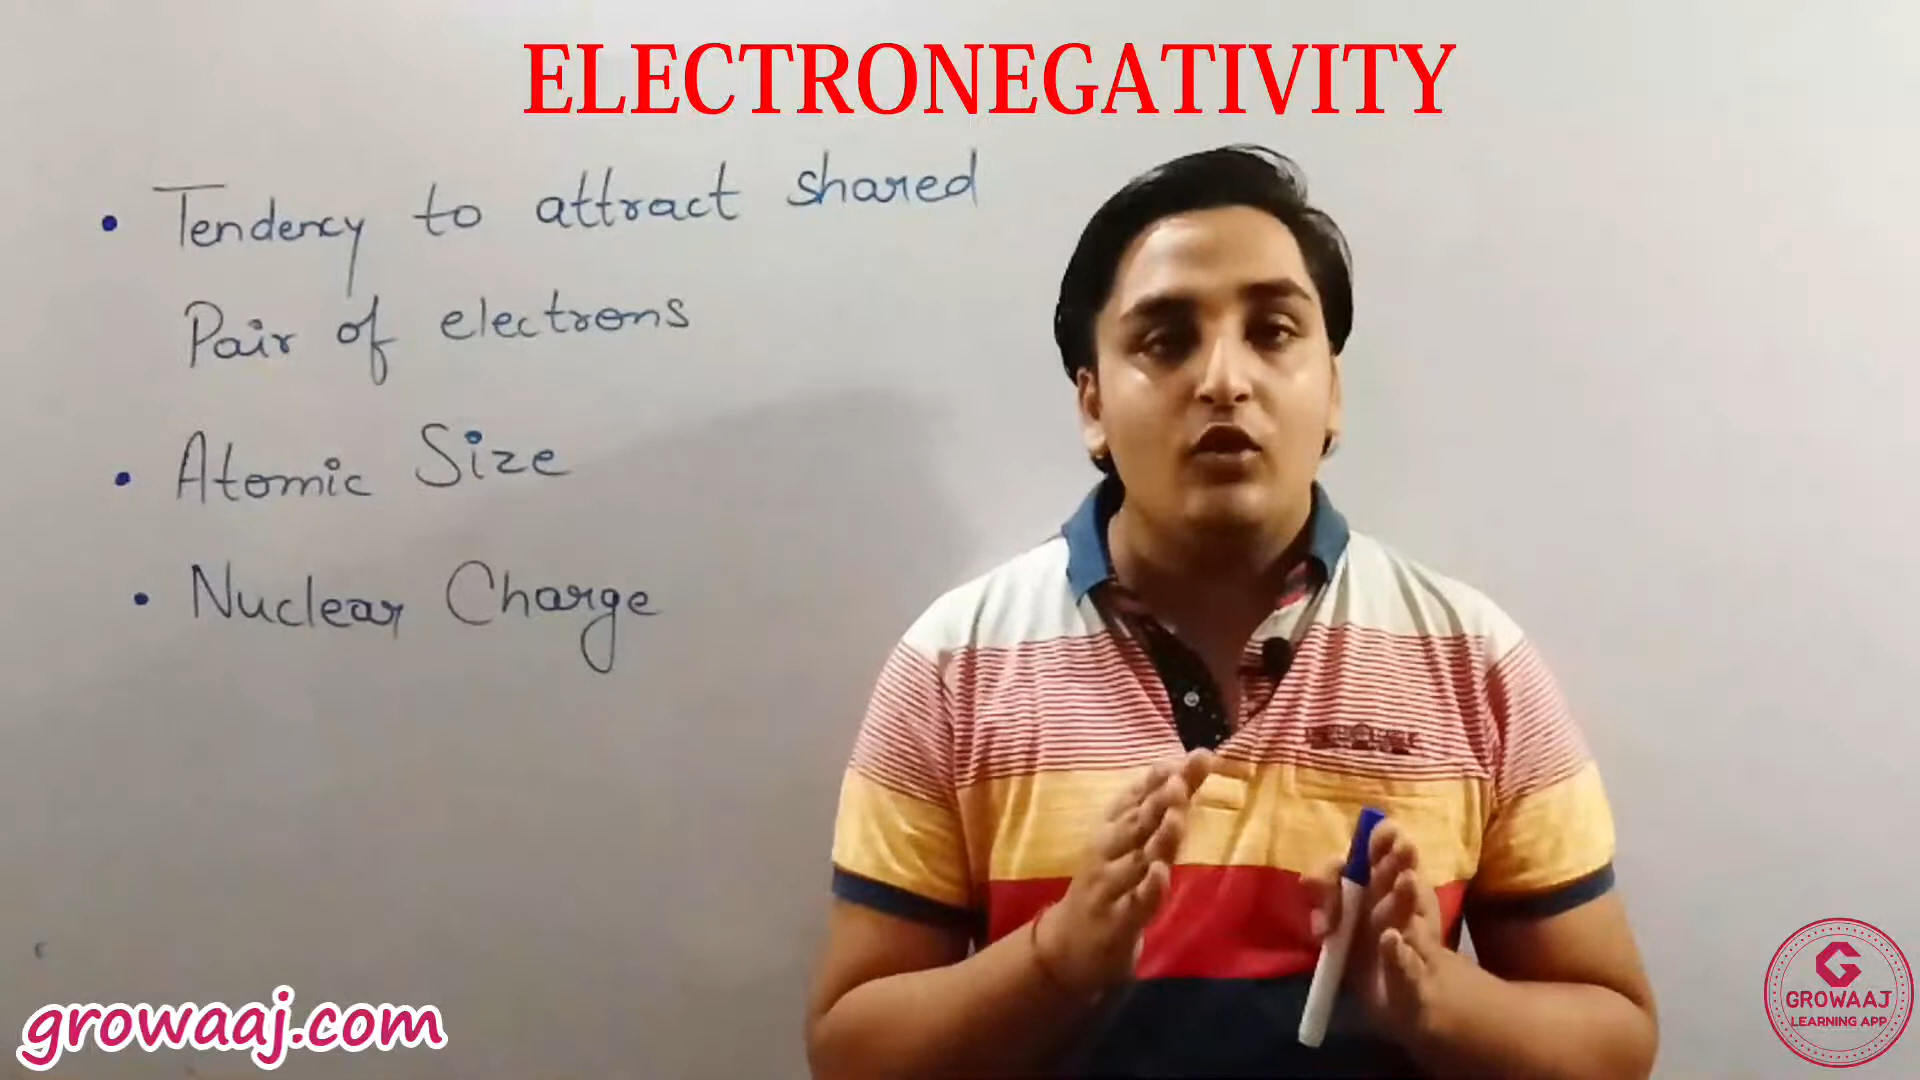 ELECTRONEGATIVITY
• Tendency to attract shared
Pair of electrons
• Atomic Size
• Nuclear Charge
growaaj.com
G
GROWAAJ
LEARNING APP